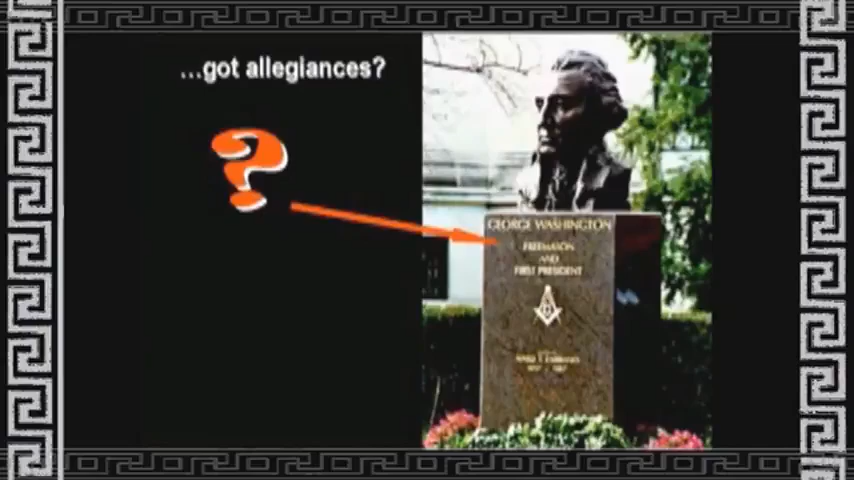 ...got allegiances?
?
GEORGE WASHINGTON
FREEMASON
AND
FIRST PRESIDENT
G